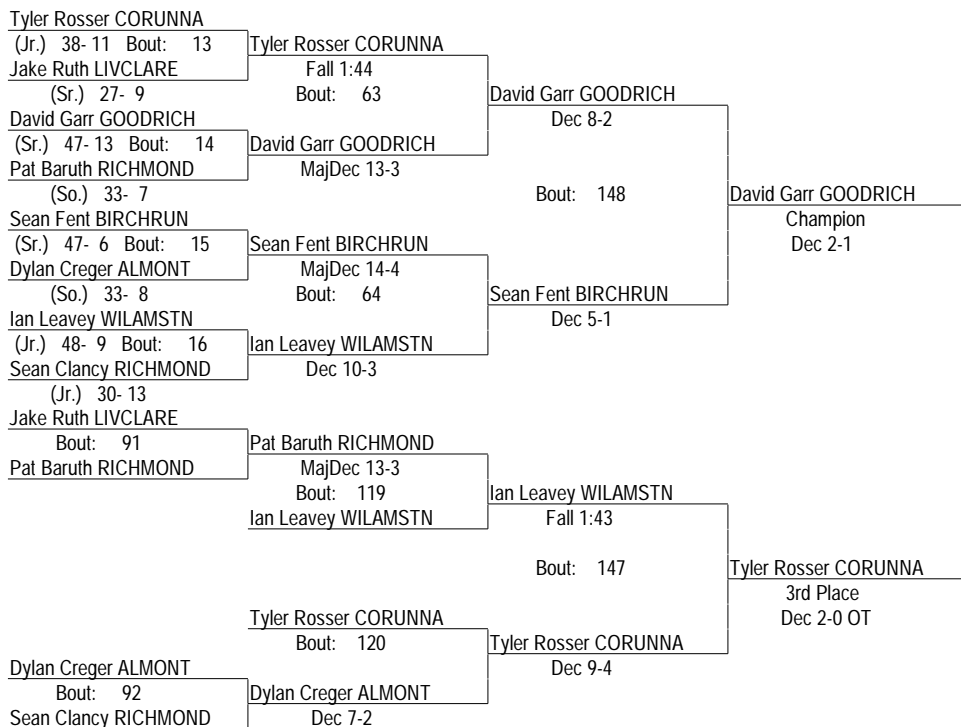 Tyler Rosser CORUNNA
(Jr.) 38- 11 Bout: 13
Tyler Rosser CORUNNA
Jake Ruth LIVCLARE
Fall 1:44
(Sr.) 27- 9
Bout: 63
David Garr GOODRICH
David Garr GOODRICH
Dec 8-2
(Sr.) 47- 13 Bout: 14
David Garr GOODRICH
Pat Baruth RICHMOND
MajDec 13-3
(So.) 33- 7
Bout: 148
David Garr GOODRICH
Sean Fent BIRCHRUN
Champion
(Sr.) 47- 6 Bout: 15
Sean Fent BIRCHRUN
Dec 2-1
Dylan Creger ALMONT
MajDec 14-4
(So.) 33- 8
Bout: 64
Sean Fent BIRCHRUN
Ian Leavey WILAMSTN
Dec 5-1
(Jr.) 48- 9 Bout: 16
Ian Leavey WILAMSTN
Sean Clancy RICHMOND
Dec 10-3
(Jr.) 30- 13
Jake Ruth LIVCLARE
Bout: 91
Pat Baruth RICHMOND
Pat Baruth RICHMOND
MajDec 13-3
Bout: 119
Ian Leavey WILAMSTN
Ian Leavey WILAMSTN
Fall 1:43
Bout: 147
Tyler Rosser CORUNNA
3rd Place
Tyler Rosser CORUNNA
Dec 2-0 OT
Bout: 120
Tyler Rosser CORUNNA
Dylan Creger ALMONT
Dec 9-4
Bout: 92
Dylan Creger ALMONT
Sean Clancy RICHMOND
Dec 7-2